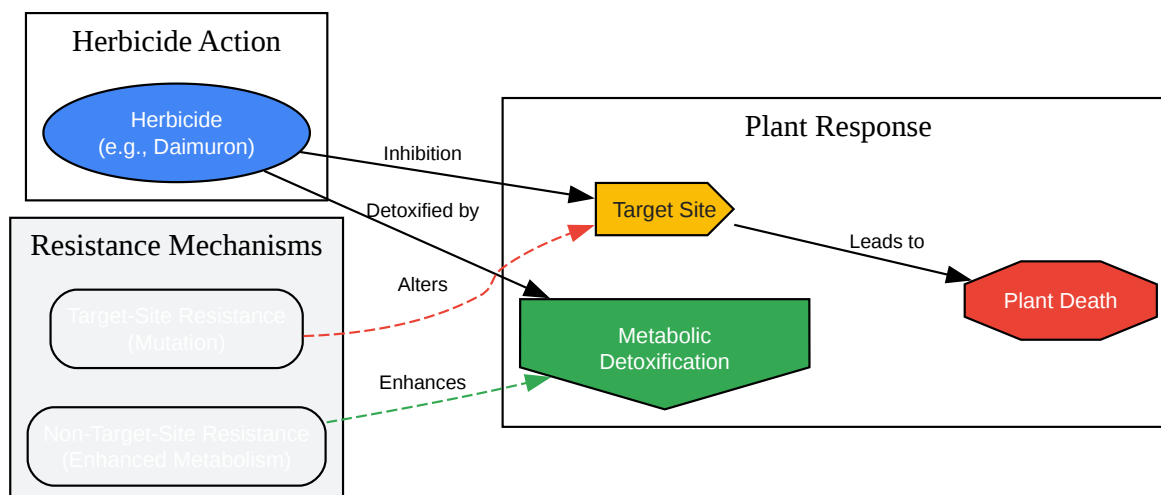 Herbicide Action
Herbicide
(e.g., Daimuron)
Inhibition
Detoxified by
Resistance Mechanisms
Target-Site Resistance
(Mutation)
Alters
Non-Target-Site Resistance
(Enhanced Metabolism)
Enhances
Plant Response
Target Site
Leads to
Plant Death
Metabolic
Detoxification